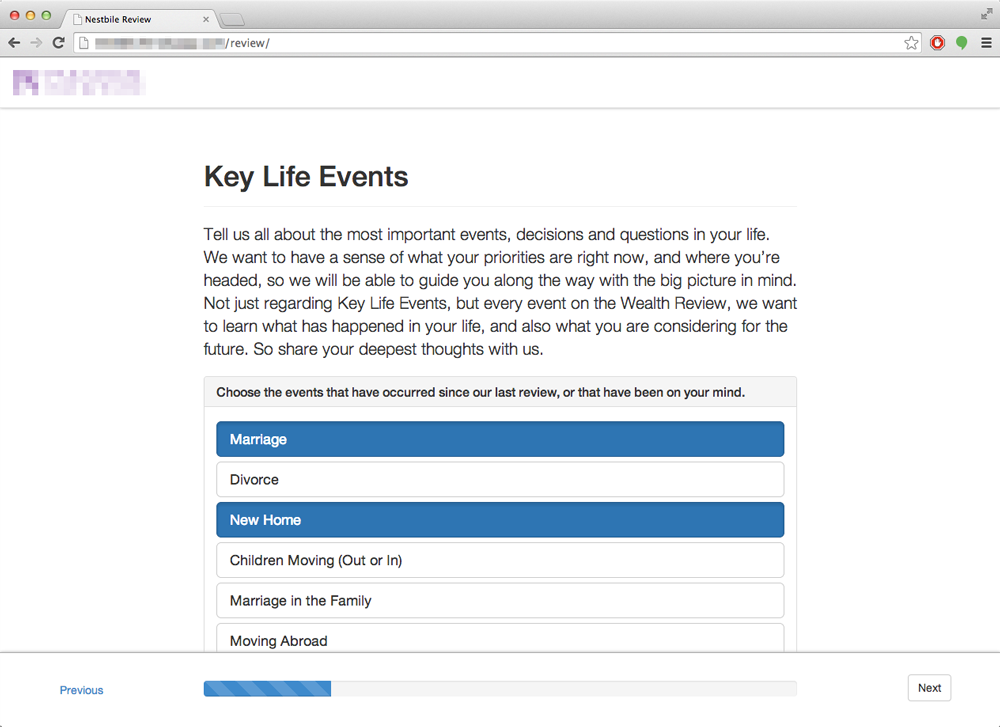 Nestbile Review
/review/
Key Life Events
Tell us all about the most important events, decisions and questions in your life.
We want to have a sense of what your priorities are right now, and where you're
headed, so we will be able to guide you along the way with the big picture in mind.
Not just regarding Key Life Events, but every event on the Wealth Review, we want
to learn what has happened in your life, and also what you are considering for the
future. So share your deepest thoughts with us.
Choose the events that have occurred since our last review, or that have been on your mind.
Marriage
Divorce
New Home
Children Moving (Out or In)
Marriage in the Family
Moving Abroad
Previous
Next